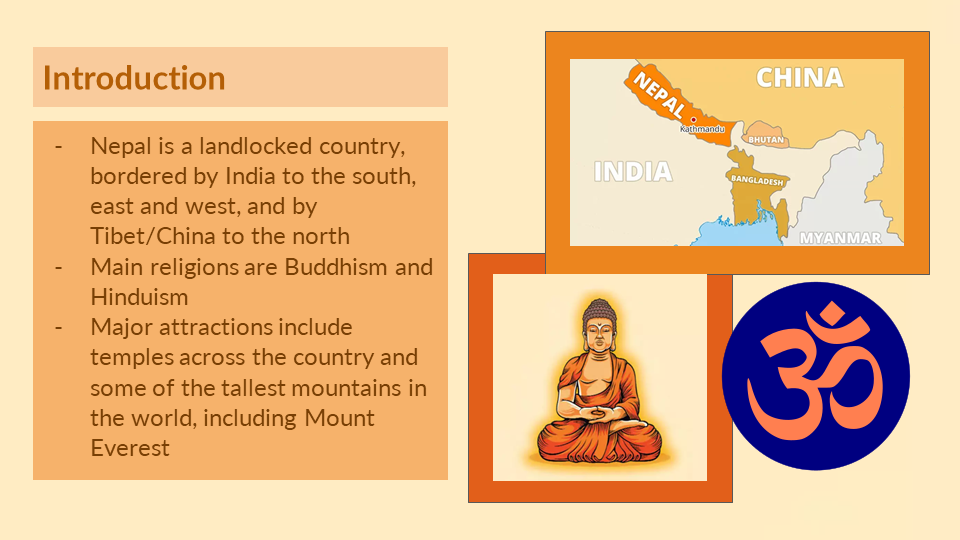 Introduction
- Nepal is a landlocked country,
bordered by India to the south,
east and west, and by
Tibet/China to the north
- Main religions are Buddhism and
Hinduism
- Major attractions include
temples across the country and
some of the tallest mountains in
the world, including Mount
Everest
CHINA
NEPAL
Kathmandu
BHUTAN
INDIA
BANGLADESH
MYANMAR
ॐ